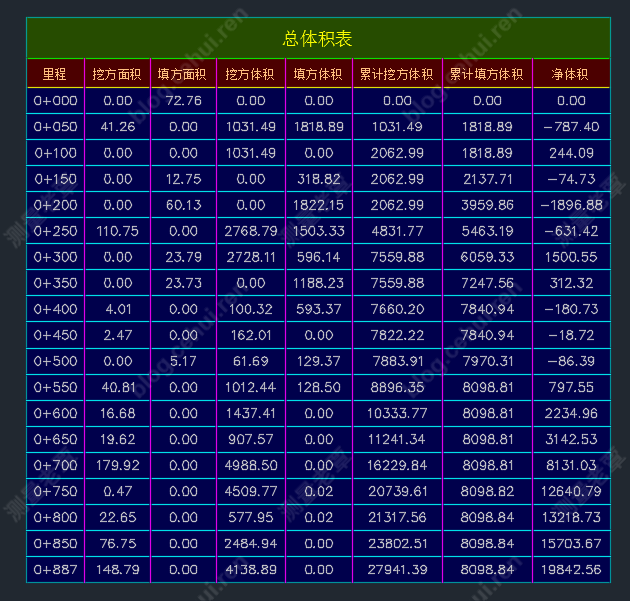 总体积表
里程 挖方面积 填方面积 挖方体积 填方体积 累计挖方体积 累计填方体积 净体积
0+000 0.00 72.76 0.00 0.00 0.00 0.00 0.00
0+050 41.26 0.00 1031.49 1818.89 1031.49 1818.89 -787.40
0+100 0.00 0.00 1031.49 0.00 2062.99 1818.89 244.09
0+150 0.00 12.75 0.00 318.82 2062.99 2137.71 -74.73
0+200 0.00 60.13 0.00 1822.15 2062.99 3959.86 -1896.88
0+250 110.75 0.00 2768.79 1503.33 4831.77 5463.19 -631.42
0+300 0.00 23.79 2728.11 596.14 7559.88 6059.33 1500.55
0+350 0.00 23.73 0.00 1188.23 7559.88 7247.56 312.32
0+400 4.01 0.00 100.32 593.37 7660.20 7840.94 -180.73
0+450 2.47 0.00 162.01 0.00 7822.22 7840.94 -18.72
0+500 0.00 5.17 61.69 129.37 7883.91 7970.31 -86.39
0+550 40.81 0.00 1012.44 128.50 8896.35 8098.81 797.55
0+600 16.68 0.00 1437.41 0.00 10333.77 8098.81 2234.96
0+650 19.62 0.00 907.57 0.00 11241.34 8098.81 3142.53
0+700 179.92 0.00 4988.50 0.00 16229.84 8098.81 8131.03
0+750 0.47 0.00 4509.77 0.02 20739.61 8098.82 12640.79
0+800 22.65 0.00 577.95 0.02 21317.56 8098.84 13218.73
0+850 76.75 0.00 2484.94 0.00 23802.51 8098.84 15703.67
0+887 148.79 0.00 4138.89 0.00 27941.39 8098.84 19842.56
blog.cehui.ren
测量老覃